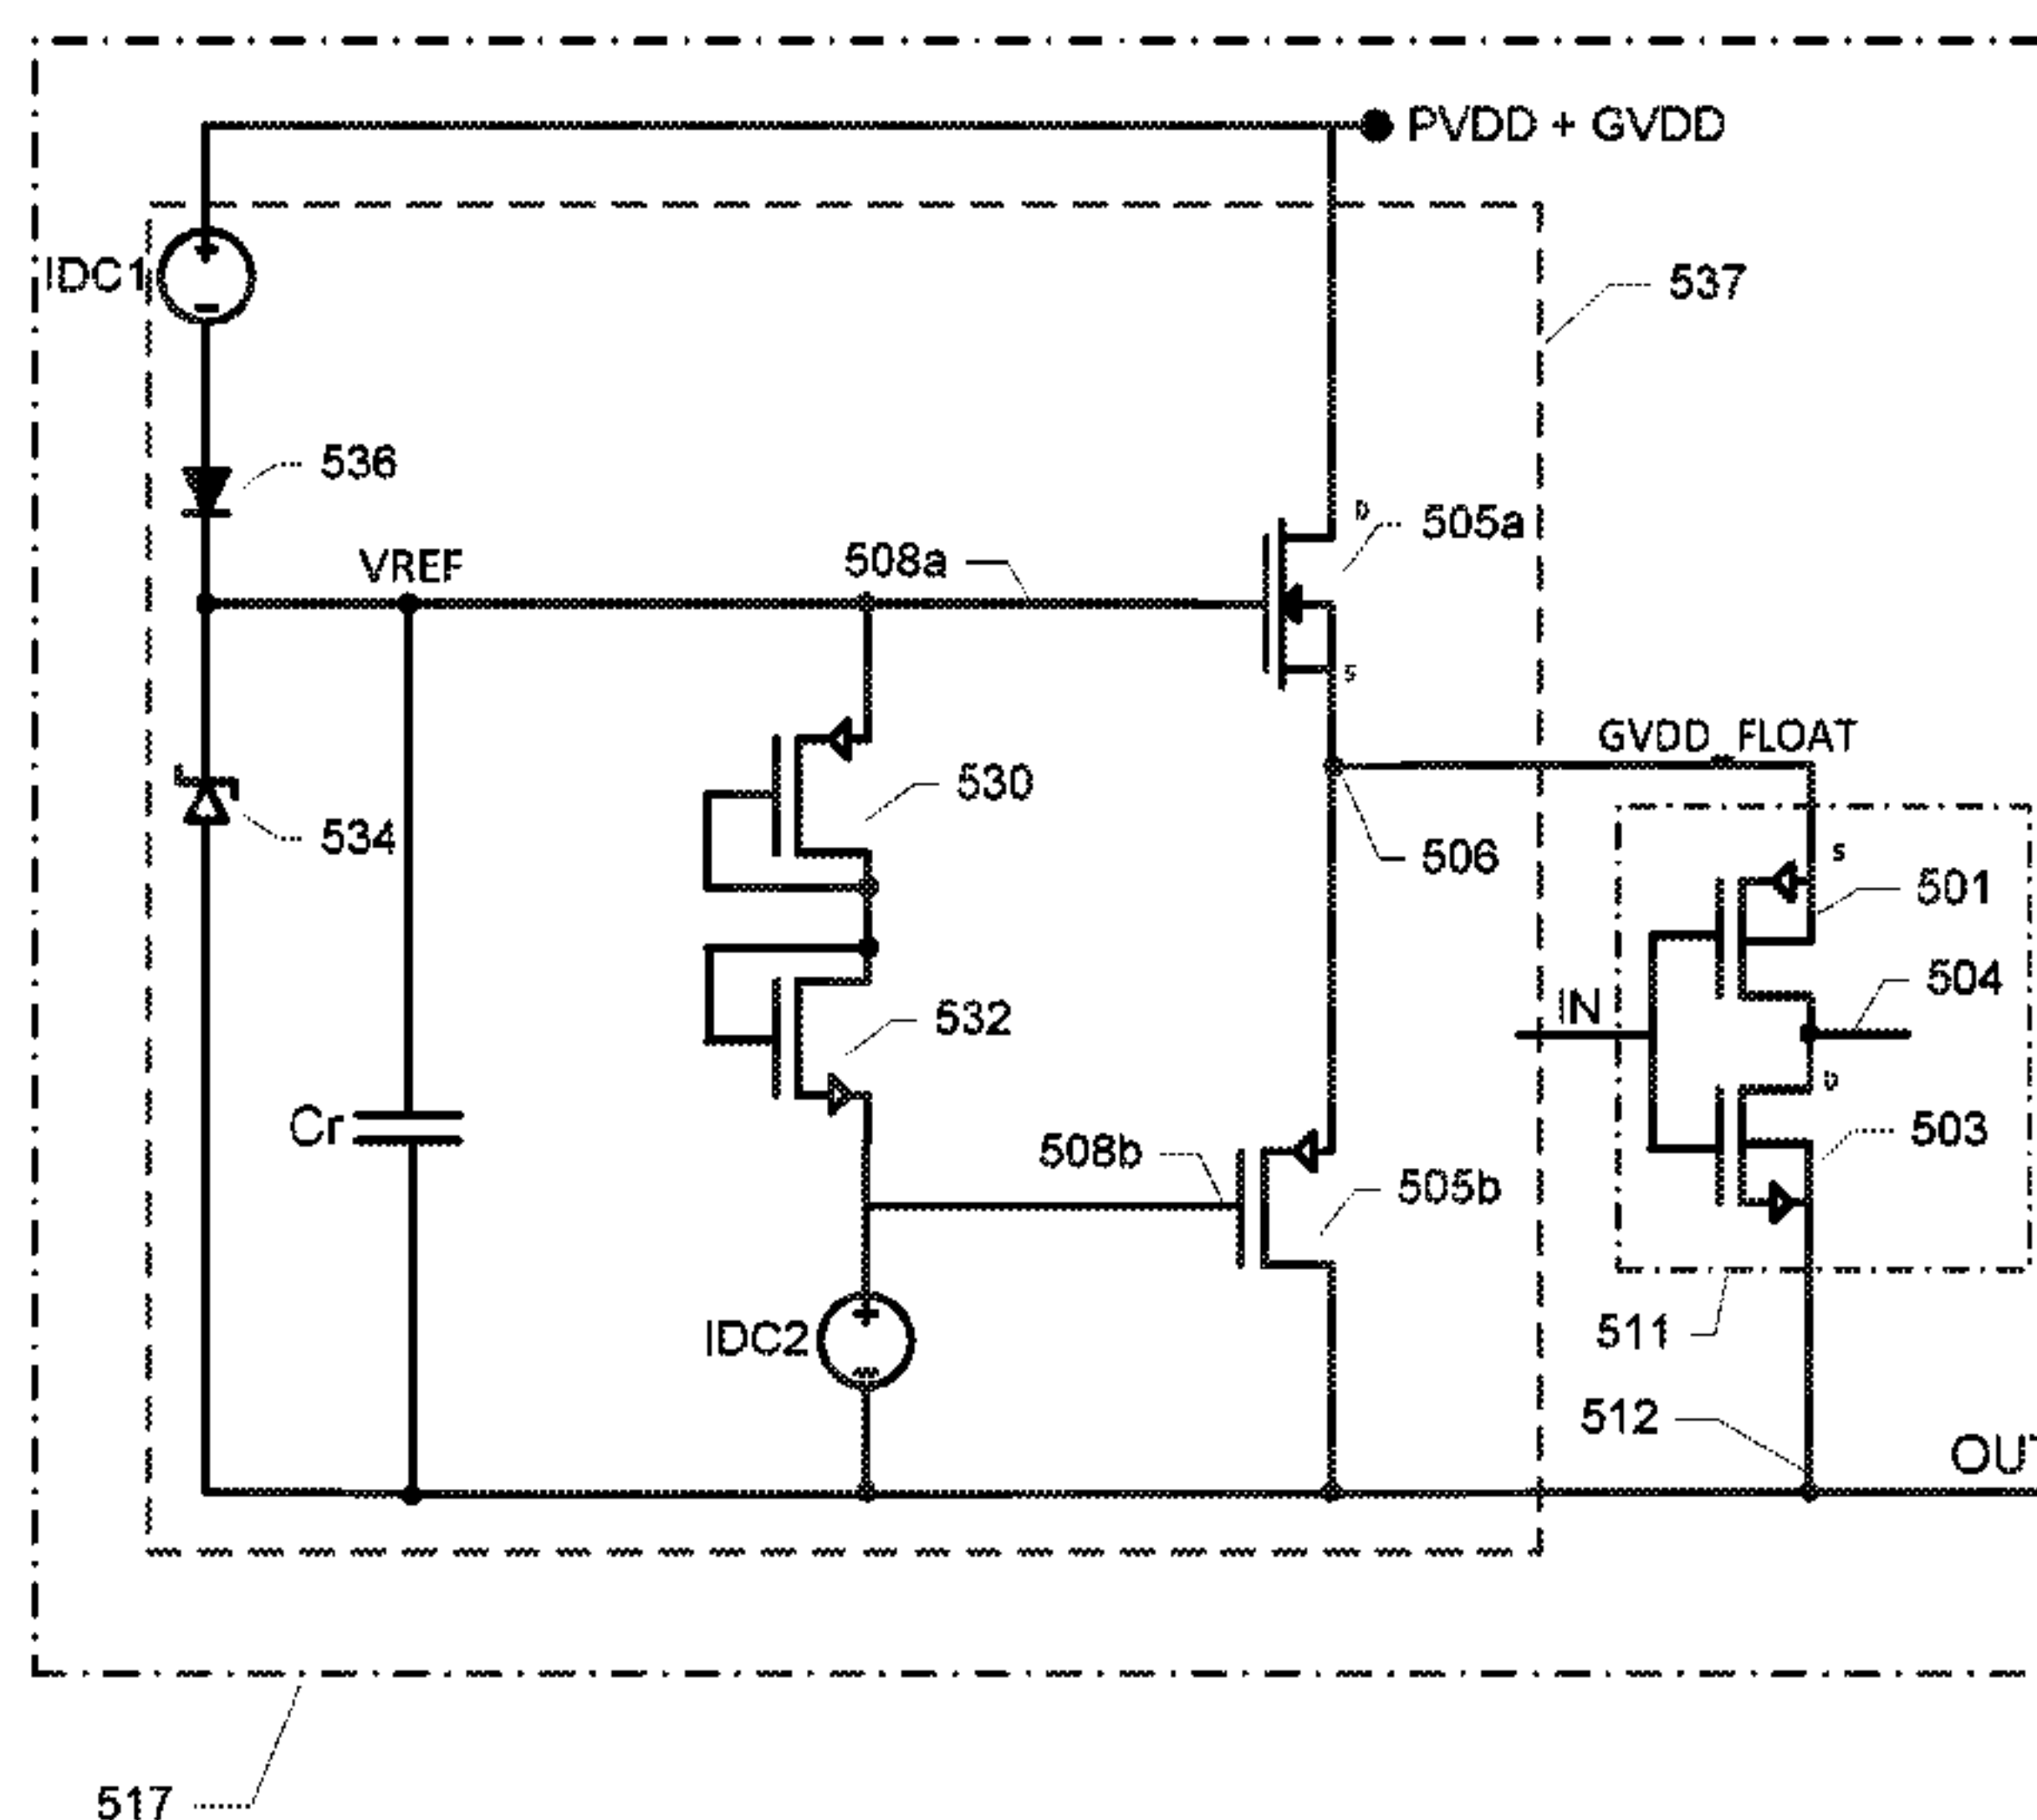 PVDD + GVDD
IDC1
+
-
537
536
D
505a
508a
VREF
S
GVDD_FLOAT
530
534
506
S
501
504
IN
532
D
503
Cr
508b
505b
IDC2
+
-
511
512
OUT
517